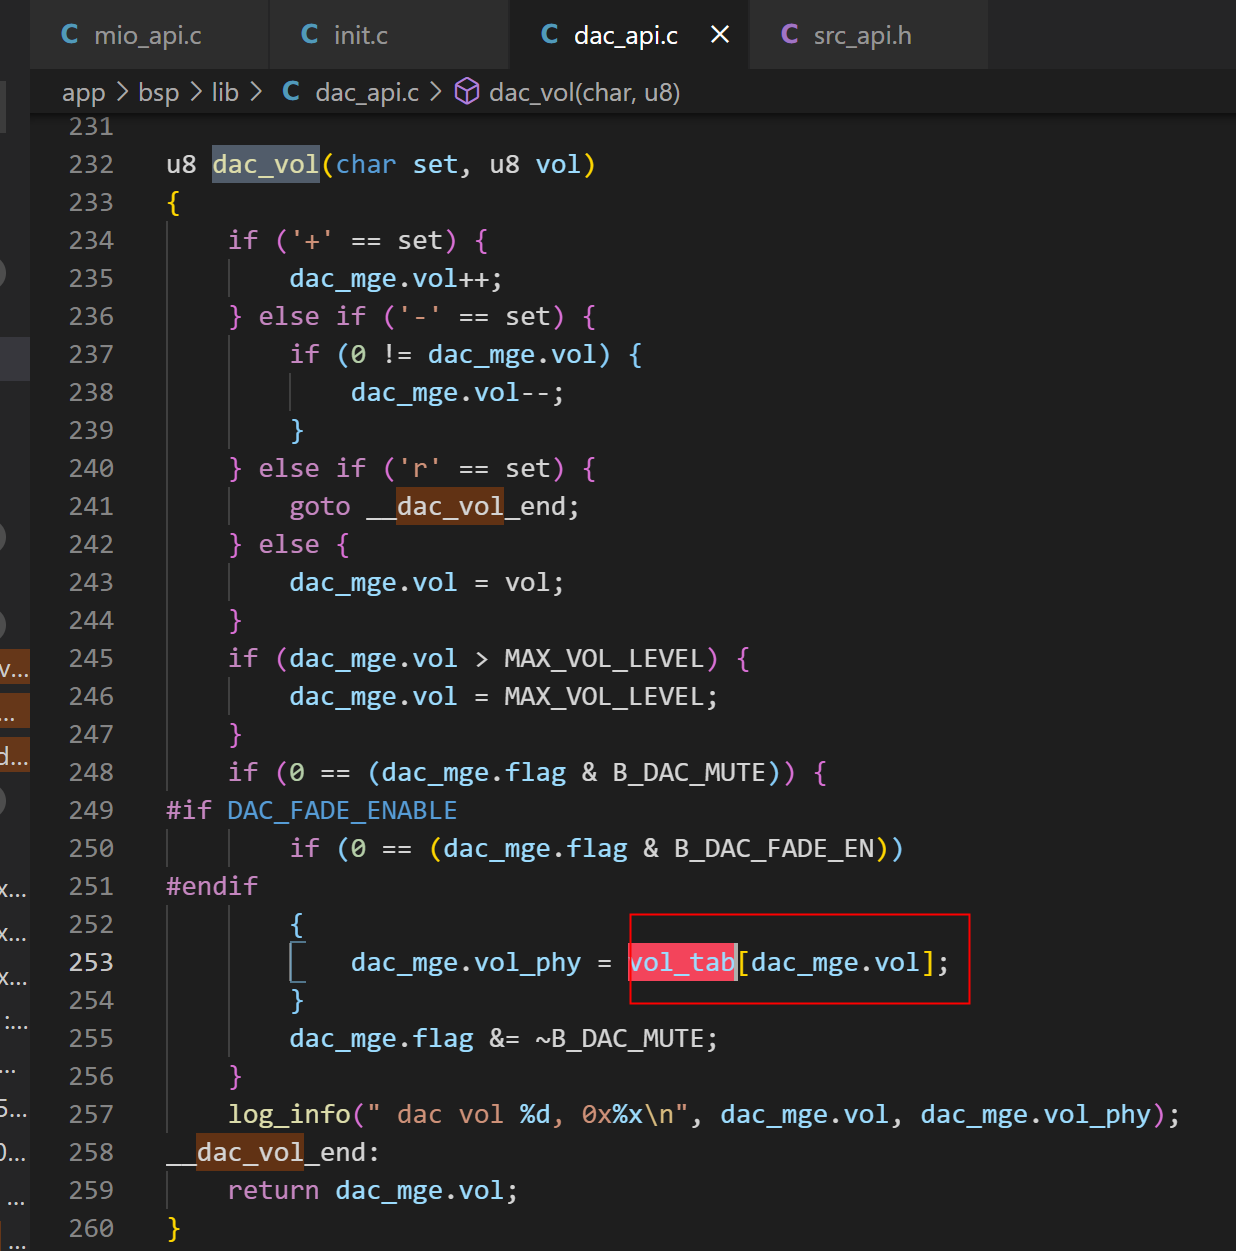 C mio_api.c C init.c C dac_api.c × C src_api.h
app > bsp > lib > C dac_api.c > dac_vol(char, u8)
231
232 u8 dac_vol(char set, u8 vol)
233 {
234 if ('+' == set) {
235 dac_mge.vol++;
236 } else if ('-' == set) {
237 if (0 != dac_mge.vol) {
238 dac_mge.vol--;
239 }
240 } else if ('r' == set) {
241 goto __dac_vol_end;
242 } else {
243 dac_mge.vol = vol;
244 }
245 if (dac_mge.vol > MAX_VOL_LEVEL) {
246 dac_mge.vol = MAX_VOL_LEVEL;
247 }
248 if (0 == (dac_mge.flag & B_DAC_MUTE)) {
249 #if DAC_FADE_ENABLE
250 if (0 == (dac_mge.flag & B_DAC_FADE_EN))
251 #endif
252 {
253 dac_mge.vol_phy = vol_tab[dac_mge.vol];
254 }
255 dac_mge.flag &= ~B_DAC_MUTE;
256 }
257 log_info(" dac vol %d, 0x%x\n", dac_mge.vol, dac_mge.vol_phy);
258 __dac_vol_end:
259 return dac_mge.vol;
260 }